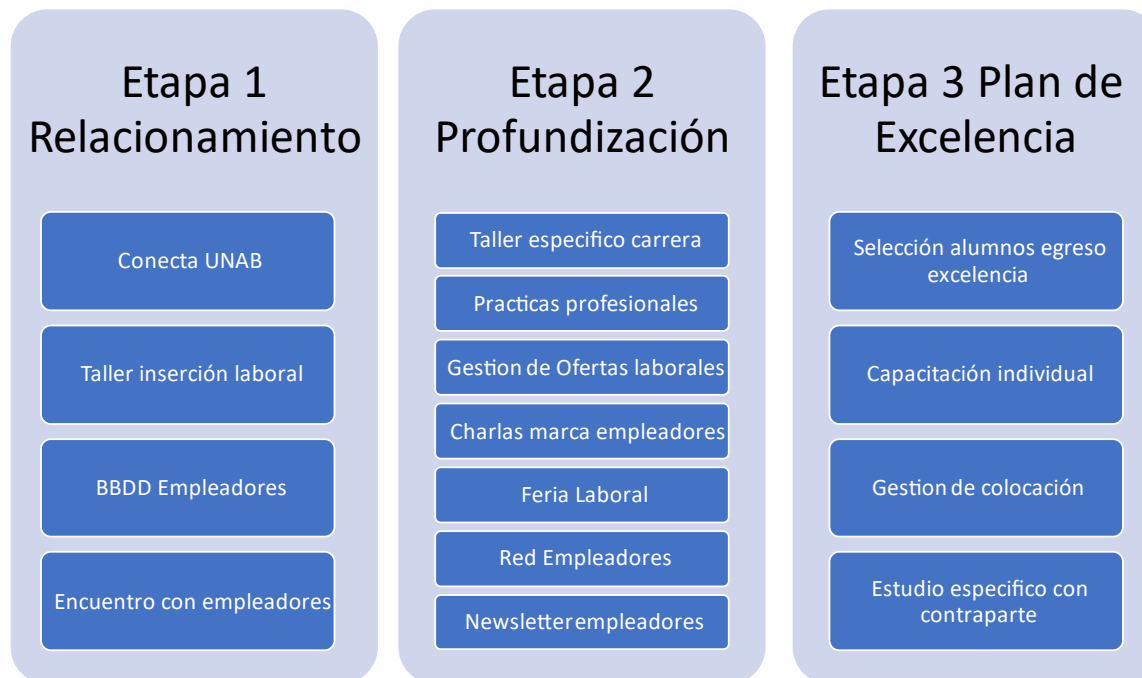 Etapa 1
Relacionamiento
Conecta UNAB
Taller inserción laboral
BBDD Empleadores
Encuentro con empleadores
Etapa 2
Profundización
Taller especifico carrera
Practicas profesionales
Gestion de Ofertas laborales
Charlas marca empleadores
Feria Laboral
Red Empleadores
Newsletter empleadores
Etapa 3 Plan de
Excelencia
Selección alumnos egreso
excelencia
Capacitación individual
Gestion de colocación
Estudio especifico con
contraparte